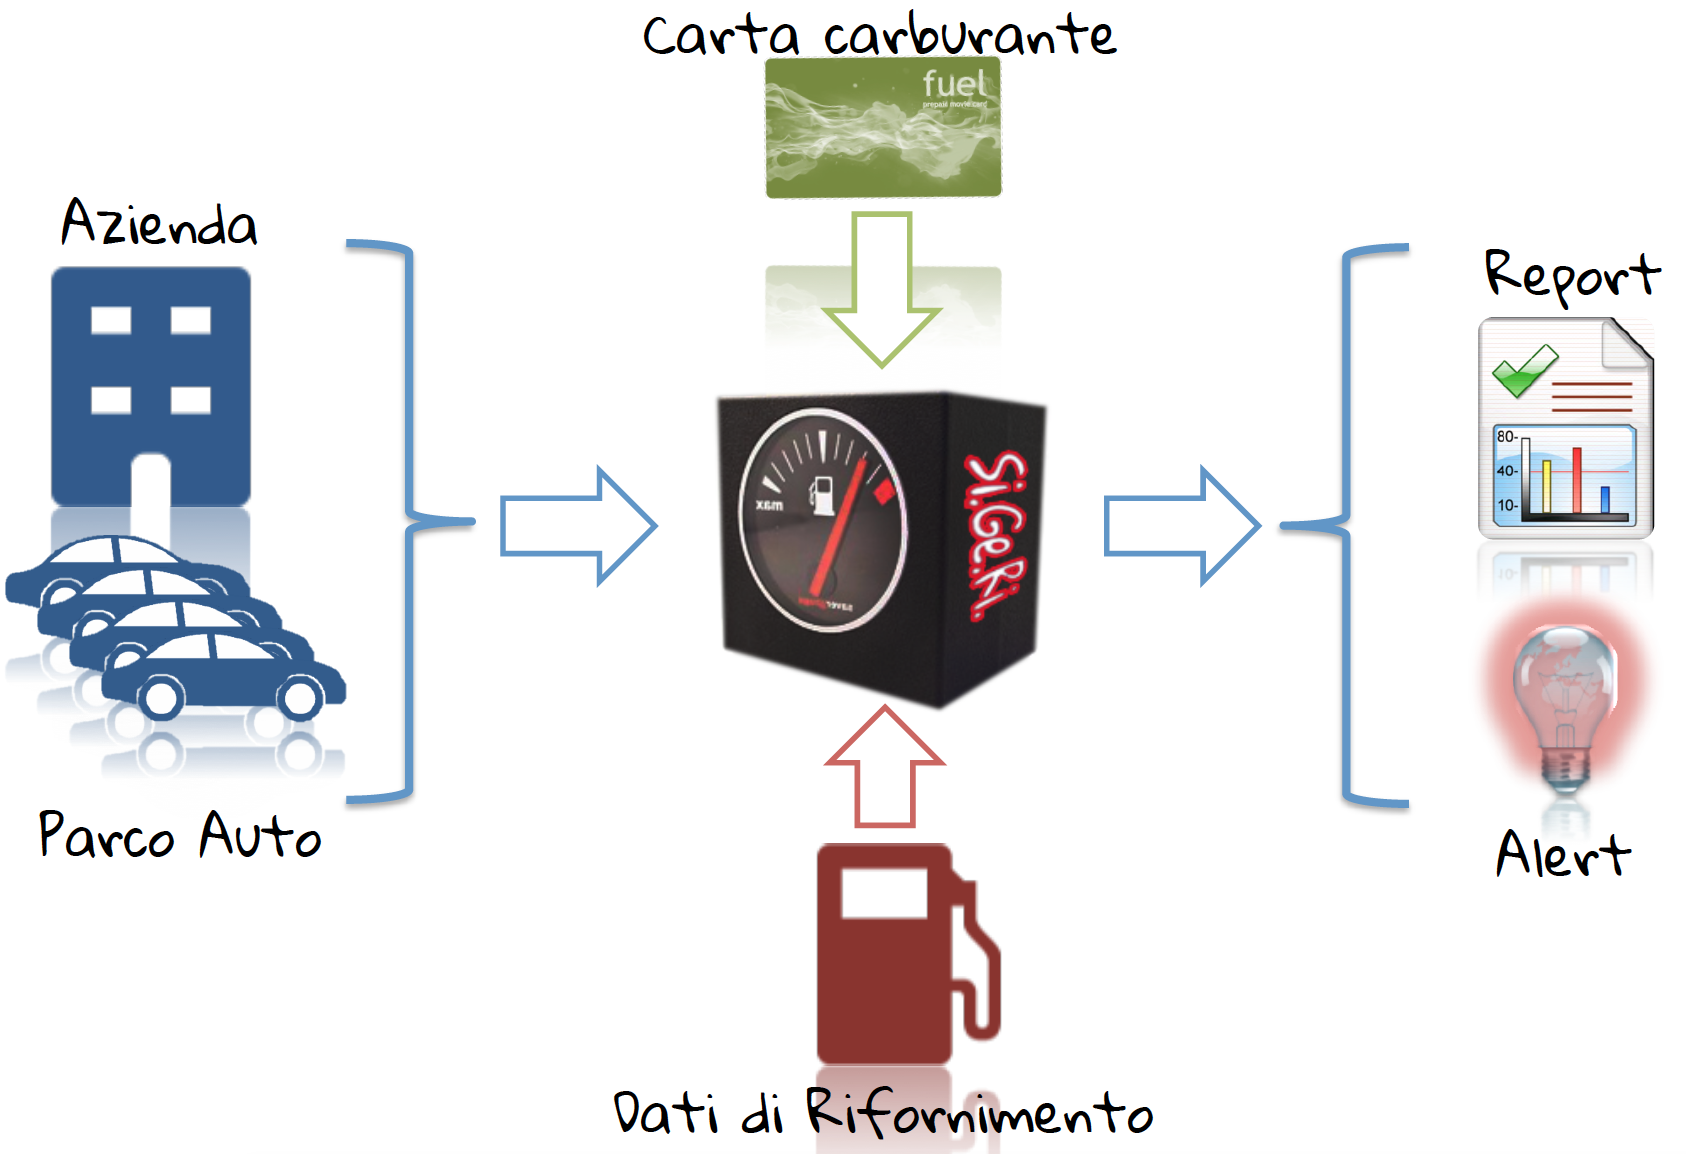 Carta carburante
fuel
prepaid movie card
Azienda
Report
80-
40-
10-
max
Si.Ge.Ri.
Parco Auto
Alert
Dati di Rifornimento